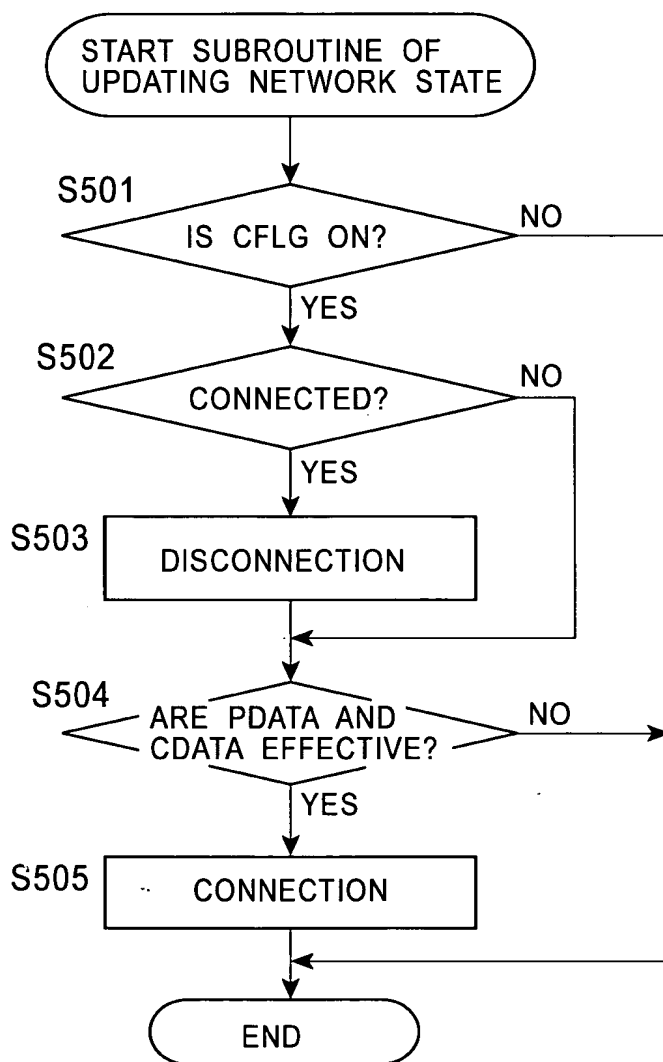 START SUBROUTINE OF
UPDATING NETWORK STATE
S501
IS CFLG ON?
NO
YES
S502
CONNECTED?
NO
YES
S503
DISCONNECTION
S504
ARE PDATA AND
CDATA EFFECTIVE?
NO
YES
S505
CONNECTION
END